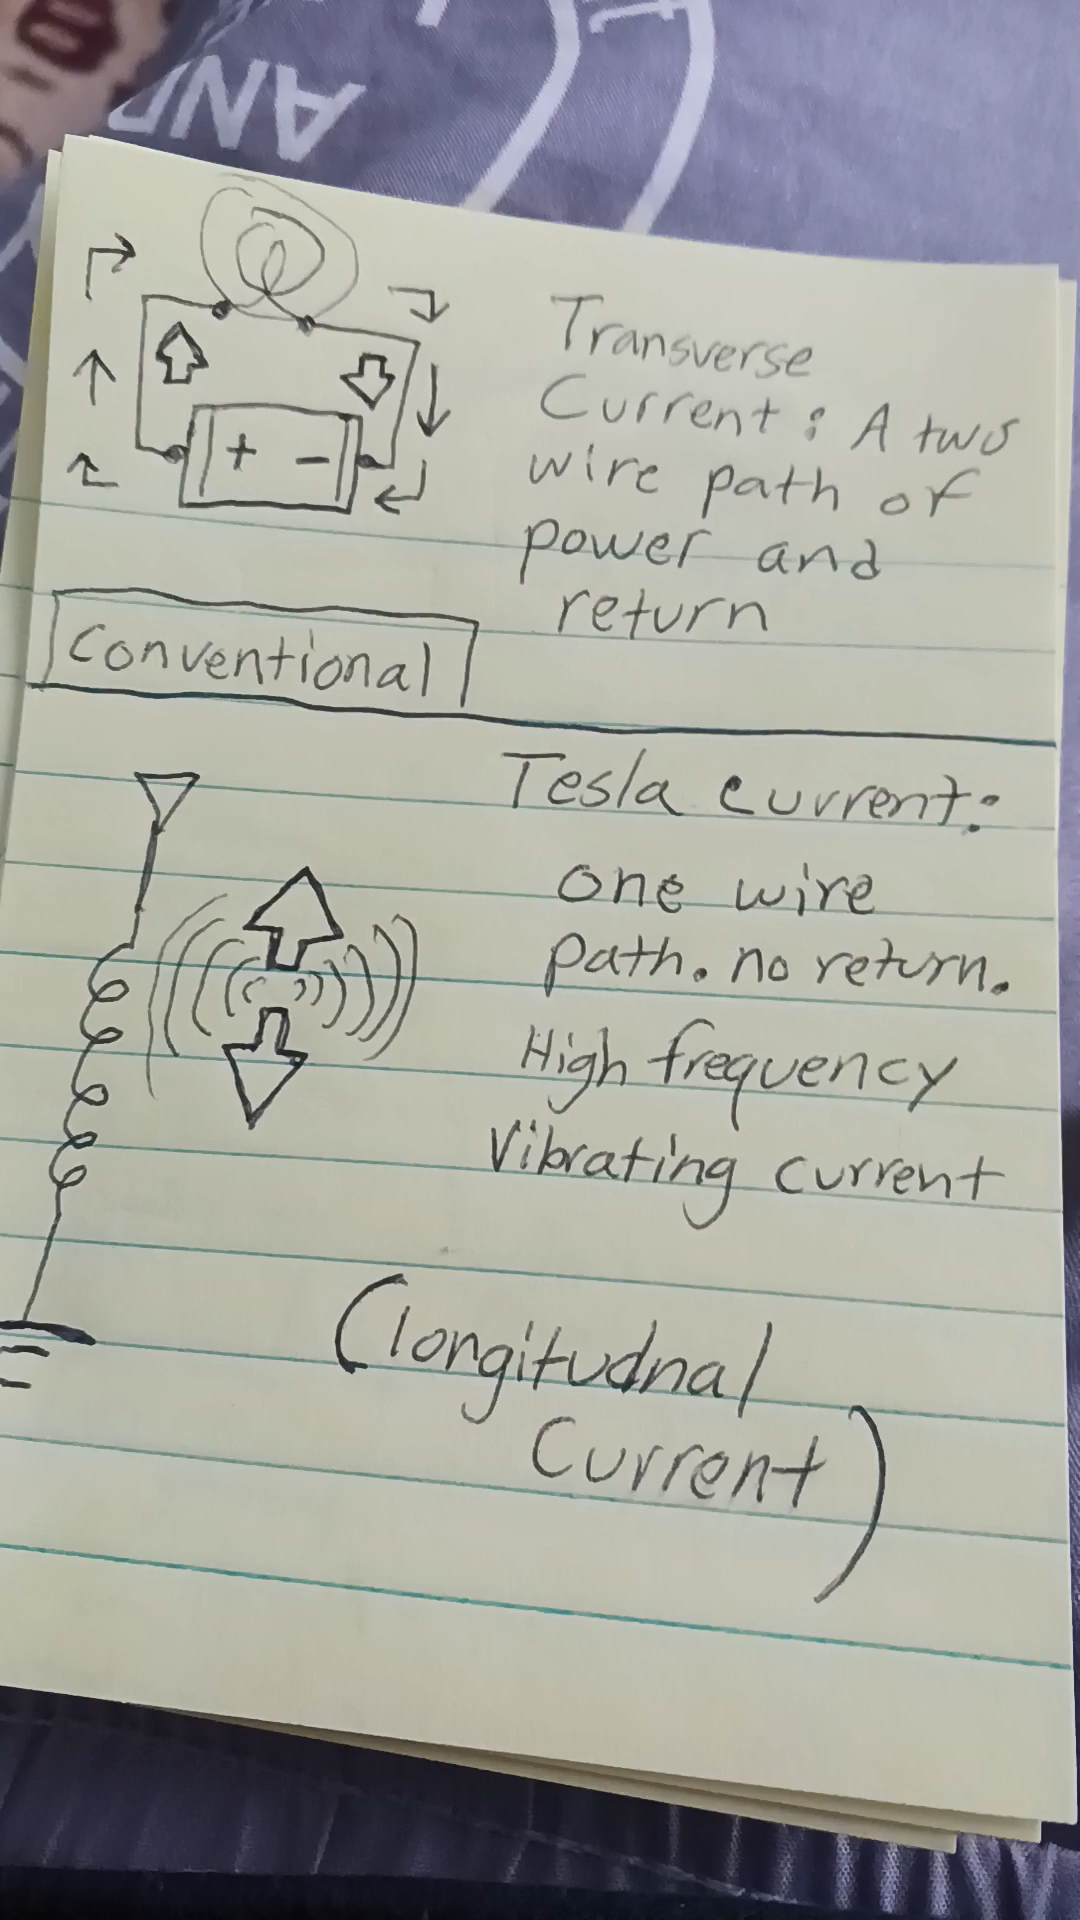 AND
Transverse
Current: A two
wire path of
power and
return
+ -
Conventional
Tesla current:
one wire
path. no return.
High frequency
Vibrating current
(longitudnal
Current)